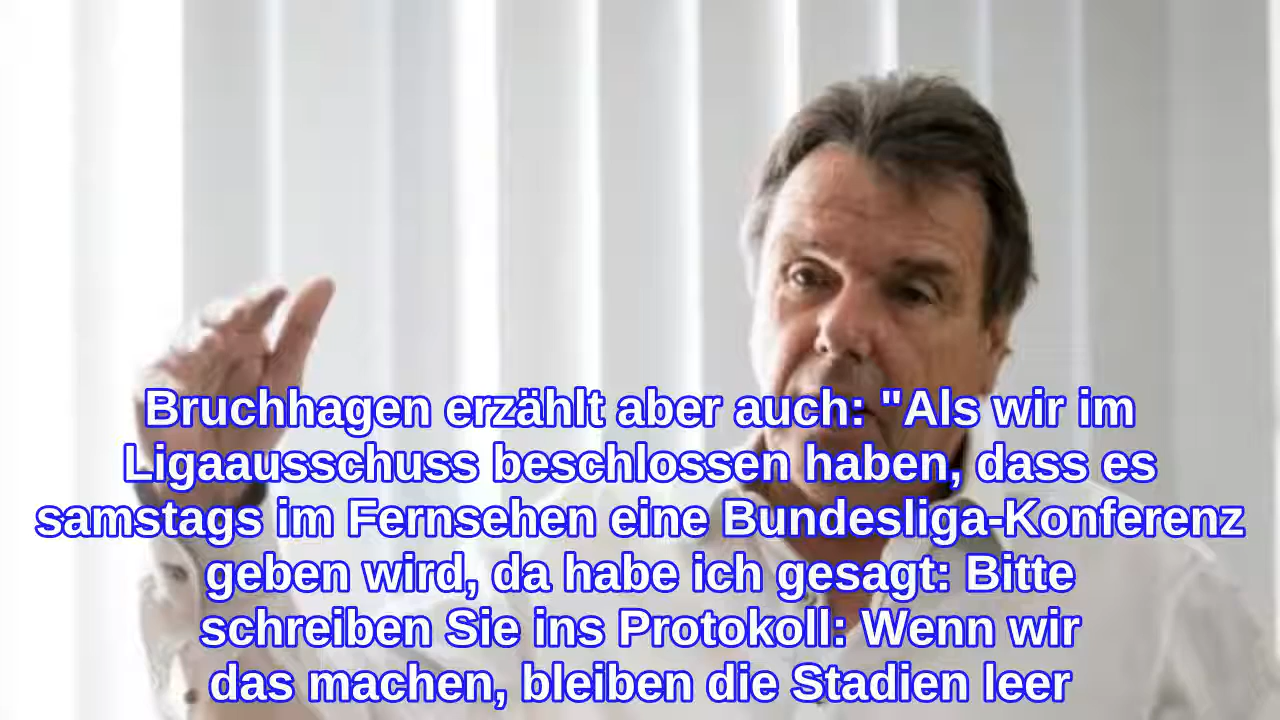 Bruchhagen erzählt aber auch: "Als wir im
Ligaausschuss beschlossen haben, dass es
samstags im Fernsehen eine Bundesliga-Konferenz
geben wird, da habe ich gesagt: Bitte
schreiben Sie ins Protokoll: Wenn wir
das machen, bleiben die Stadien leer